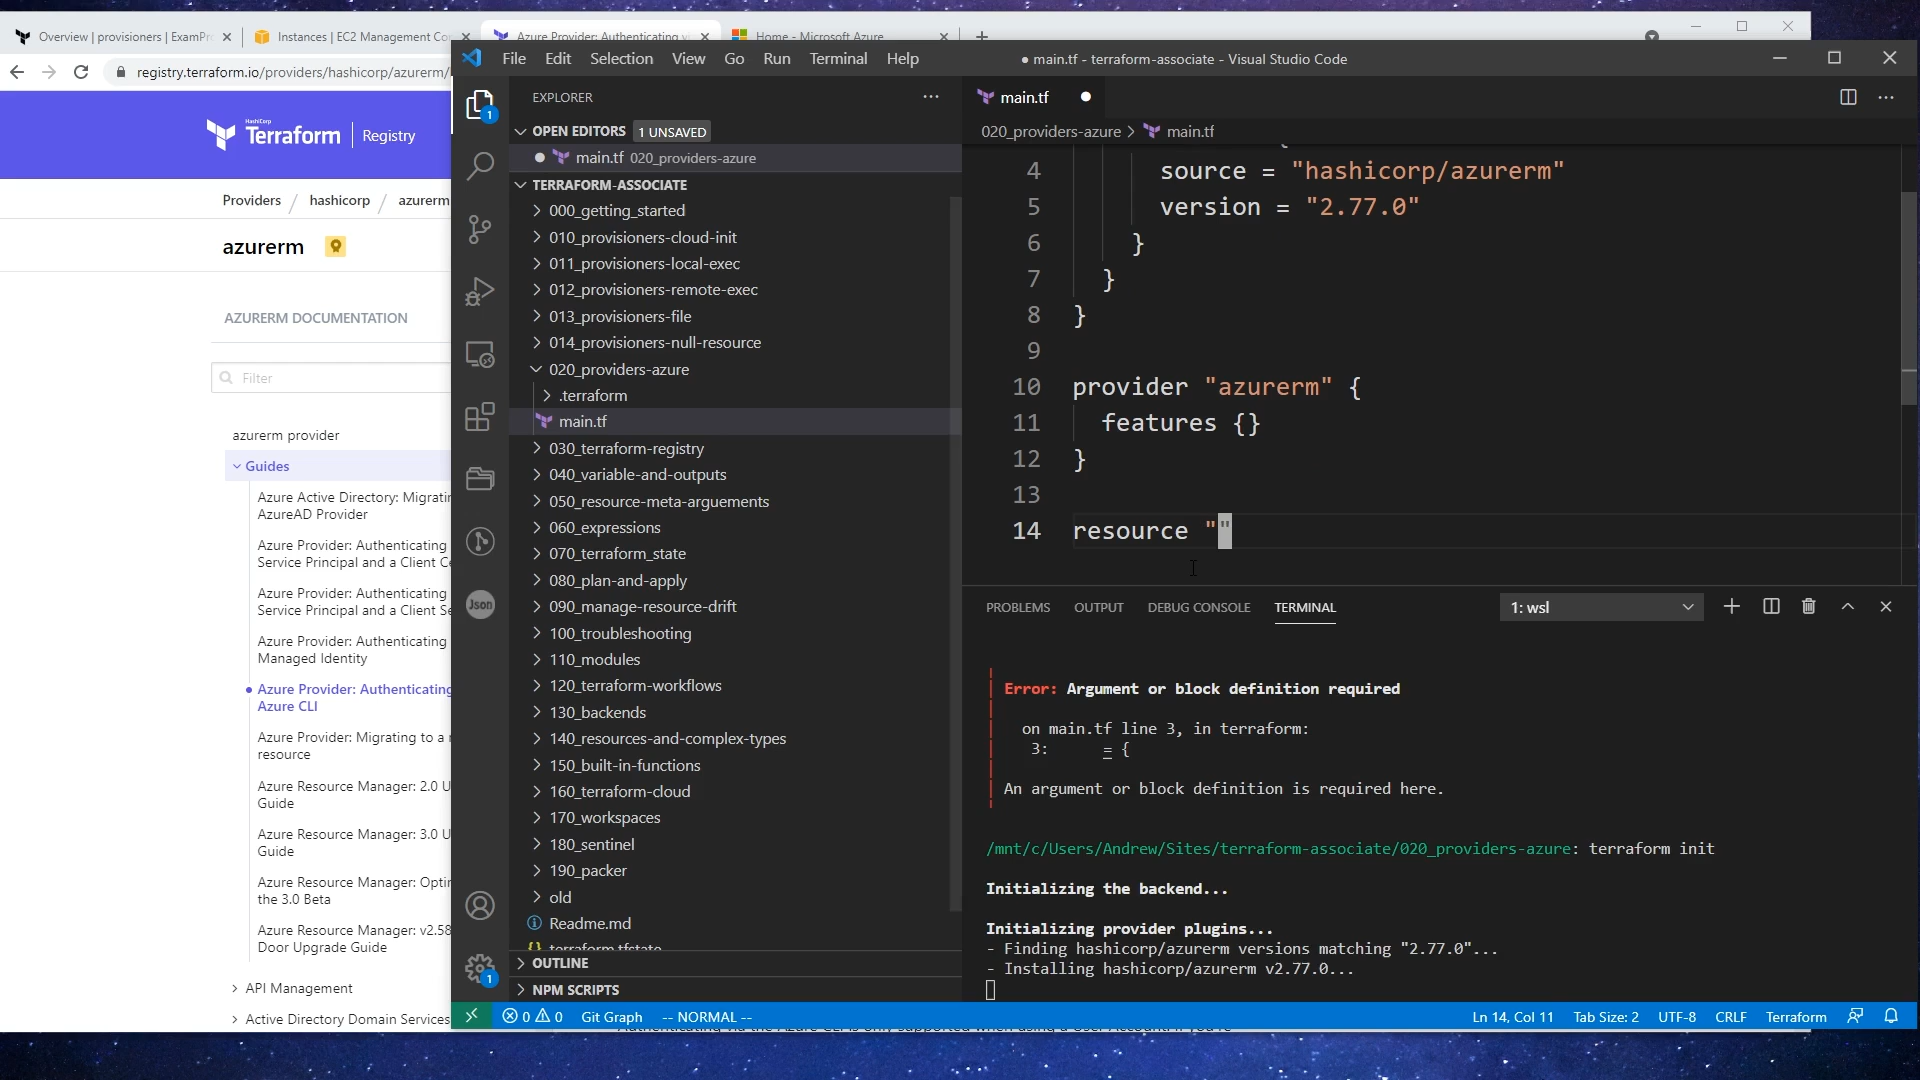 Overview | provisioners | ExamPro
Instances | EC2 Management Co
Azure Provider: Authenticating vi
Home - Microsoft Azure
registry.terraform.io/providers/hashicorp/azurerm/
HashiCorp
Terraform
Registry
Providers / hashicorp / azurerm
azurerm
AZURERM DOCUMENTATION
Filter
azurerm provider
Guides
Azure Active Directory: Migratin
AzureAD Provider
Azure Provider: Authenticating
Service Principal and a Client Ce
Azure Provider: Authenticating
Service Principal and a Client Se
Azure Provider: Authenticating
Managed Identity
Azure Provider: Authenticating
Azure CLI
Azure Provider: Migrating to a r
resource
Azure Resource Manager: 2.0 U
Guide
Azure Resource Manager: 3.0 U
Guide
Azure Resource Manager: Opti
the 3.0 Beta
Azure Resource Manager: v2.58
Door Upgrade Guide
API Management
Active Directory Domain Services
File Edit Selection View Go Run Terminal Help
● main.tf - terraform-associate - Visual Studio Code
EXPLORER
OPEN EDITORS 1 UNSAVED
main.tf 020_providers-azure
TERRAFORM-ASSOCIATE
000_getting_started
010_provisioners-cloud-init
011_provisioners-local-exec
012_provisioners-remote-exec
013_provisioners-file
014_provisioners-null-resource
020_providers-azure
.terraform
main.tf
030_terraform-registry
040_variable-and-outputs
050_resource-meta-arguements
060_expressions
070_terraform_state
080_plan-and-apply
090_manage-resource-drift
100_troubleshooting
110_modules
120_terraform-workflows
130_backends
140_resources-and-complex-types
150_built-in-functions
160_terraform-cloud
170_workspaces
180_sentinel
190_packer
old
Readme.md
terraform.tfstate
OUTLINE
NPM SCRIPTS
1
Json
1
main.tf
020_providers-azure > main.tf
4 source = "hashicorp/azurerm"
5 version = "2.77.0"
6 }
7 }
8 }
9
10 provider "azurerm" {
11 features {}
12 }
13
14 resource ""
PROBLEMS OUTPUT DEBUG CONSOLE TERMINAL
1: wsl
Error: Argument or block definition required
on main.tf line 3, in terraform:
3: = {
An argument or block definition is required here.
/mnt/c/Users/Andrew/Sites/terraform-associate/020_providers-azure: terraform init
Initializing the backend...
Initializing provider plugins...
- Finding hashicorp/azurerm versions matching "2.77.0"...
- Installing hashicorp/azurerm v2.77.0...
0 0 Git Graph -- NORMAL --
Ln 14, Col 11 Tab Size: 2 UTF-8 CRLF Terraform